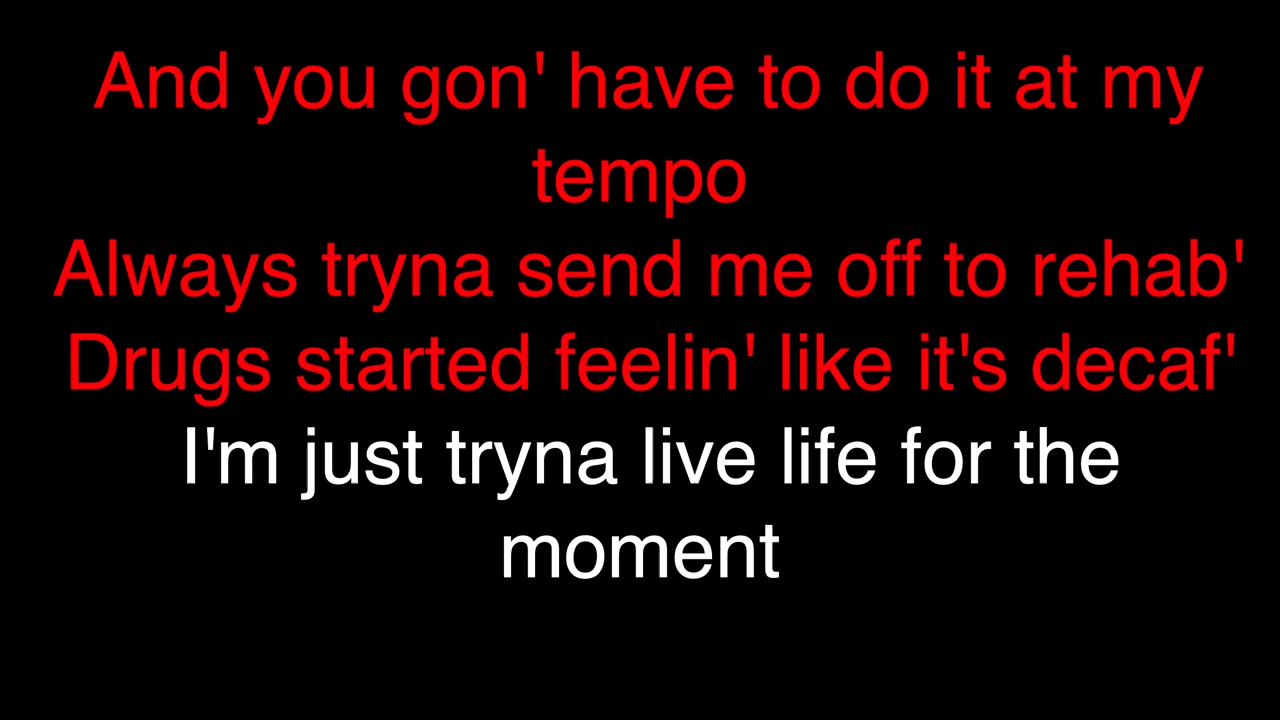 And you gon' have to do it at my
tempo
Always tryna send me off to rehab'
Drugs started feelin' like it's decaf'
I'm just tryna live life for the
moment